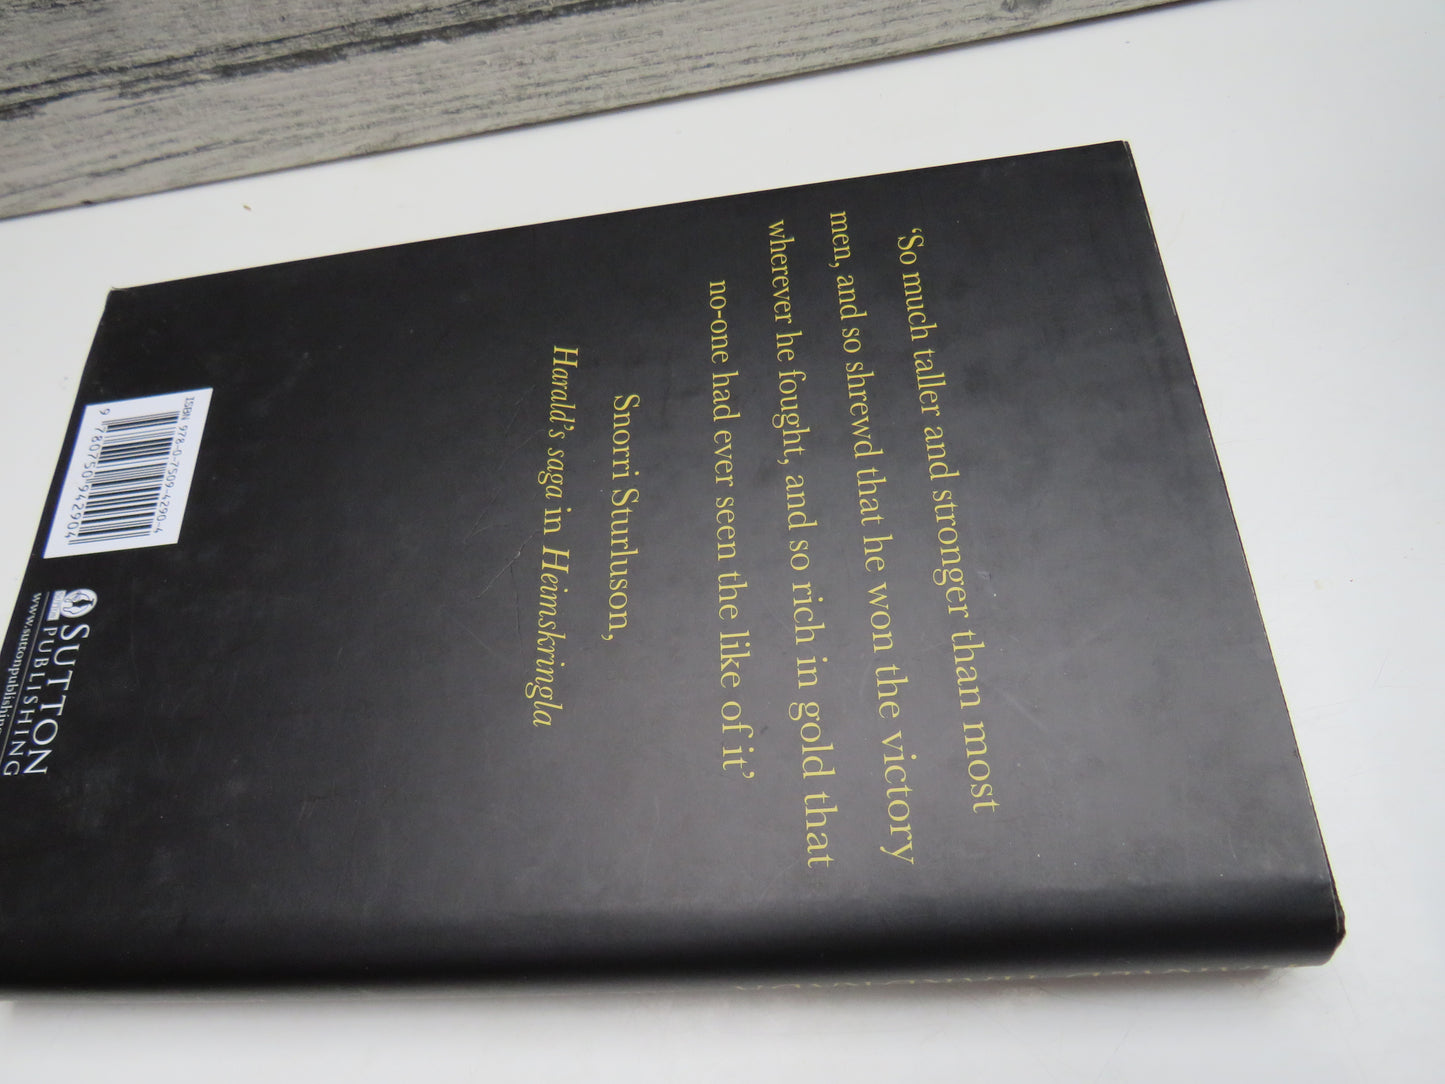 ‘So much taller and stronger than most
men, and so shrewd that he won the victory
wherever he fought, and so rich in gold that
no-one had ever seen the like of it’
Snorri Sturluson,
Harald's saga in Heimskringla
ISBN 978-0-7509-4290-4
9 780750 942904
SUTTON
PUBLISHING